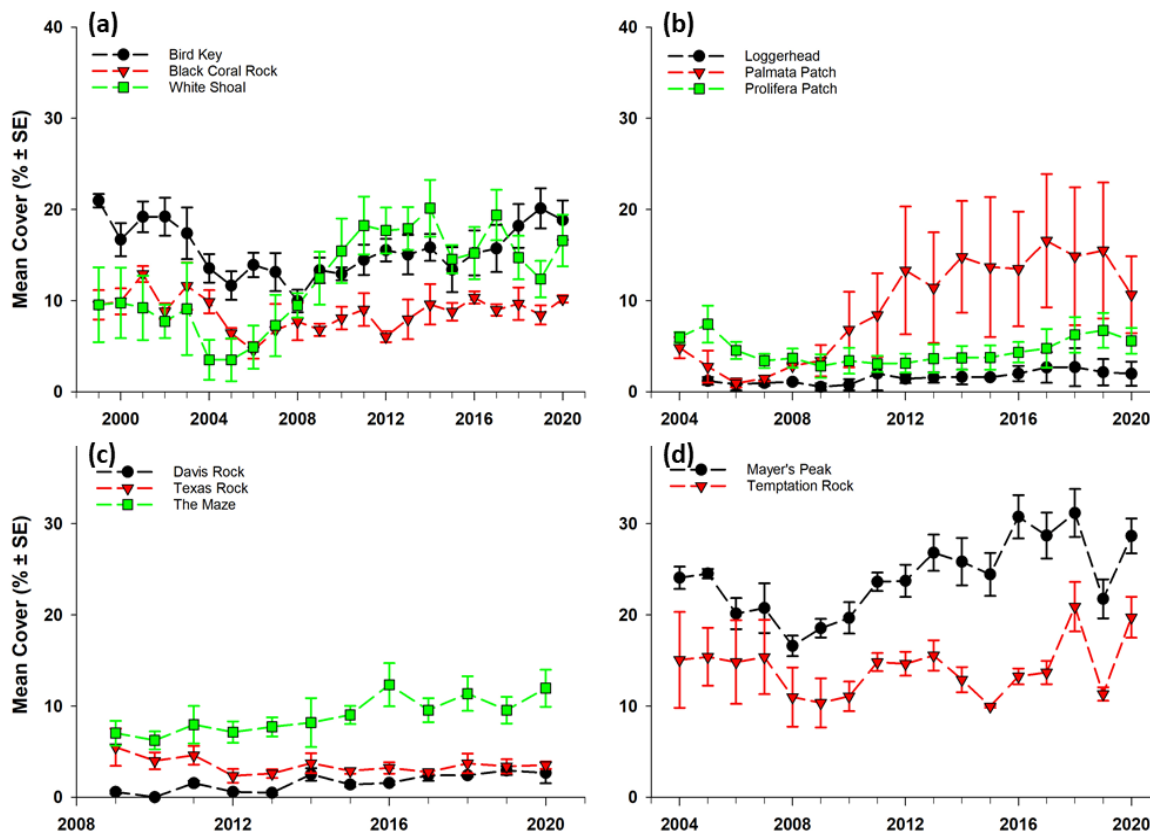 (a)
Bird Key
Black Coral Rock
White Shoal
Mean Cover (% ± SE)
40
30
20
10
0
2000 2004 2008 2012 2016 2020
(b)
Loggerhead
Palmata Patch
Prolifera Patch
40
30
20
10
0
2004 2008 2012 2016 2020
(c)
Davis Rock
Texas Rock
The Maze
Mean Cover (% ± SE)
30
20
10
0
2008 2012 2016 2020
(d)
Mayer's Peak
Temptation Rock
30
20
10
0
2004 2008 2012 2016 2020